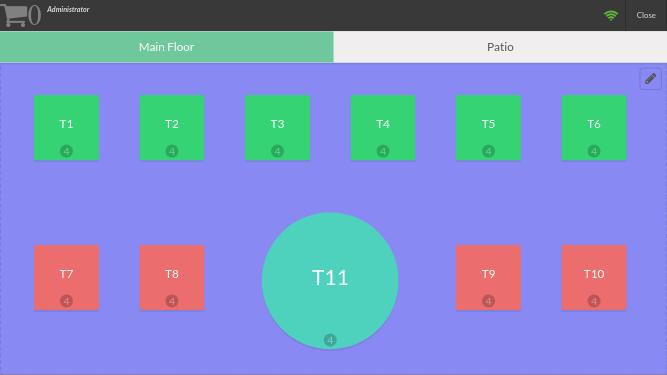 0 Administrator Close
Main Floor Patio
T1 T2 T3 T4 T5 T6
4 4 4 4 4 4
T7 T8 T11 T9 T10
4 4 4 4
4